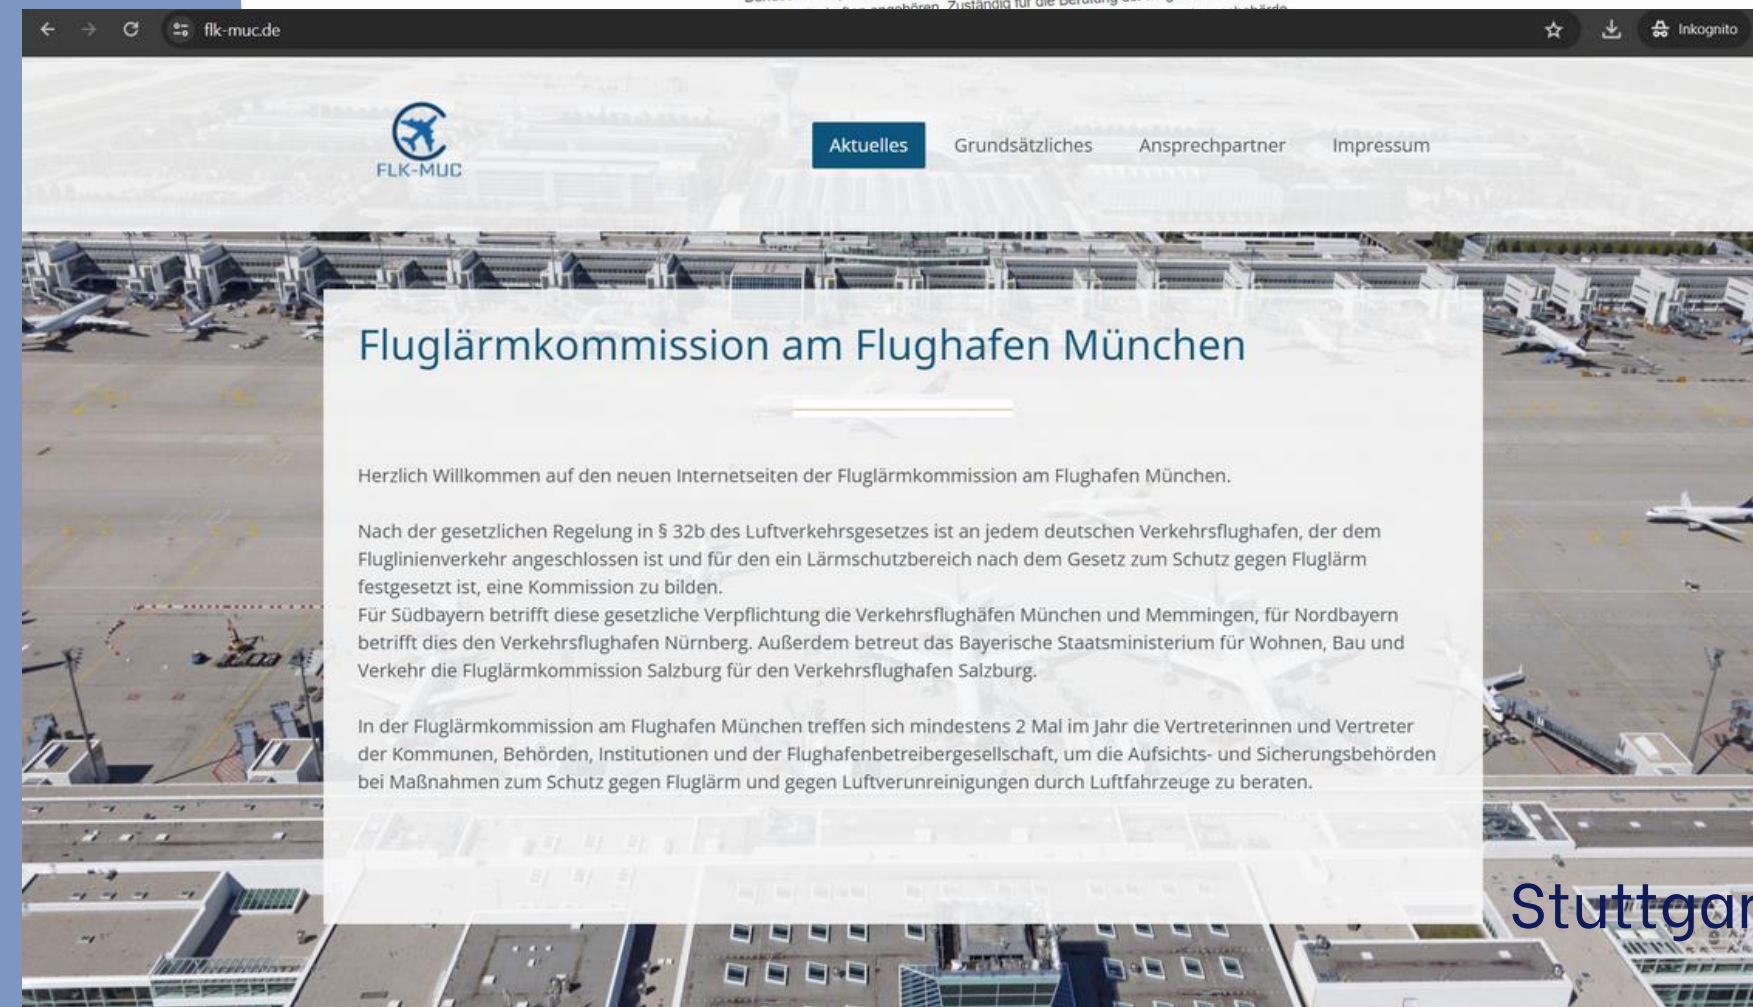 angehören. Zuständig für die Berufung der
flk-muc.de
Inkognito
FLK-MUC
Aktuelles Grundsätzliches Ansprechpartner Impressum
Fluglärmkommission am Flughafen München
Herzlich Willkommen auf den neuen Internetseiten der Fluglärmkommission am Flughafen München.
Nach der gesetzlichen Regelung in § 32b des Luftverkehrsgesetzes ist an jedem deutschen Verkehrsflughafen, der dem
Fluglinienverkehr angeschlossen ist und für den ein Lärmschutzbereich nach dem Gesetz zum Schutz gegen Fluglärm
festgesetzt ist, eine Kommission zu bilden.
Für Südbayern betrifft diese gesetzliche Verpflichtung die Verkehrsflughäfen München und Memmingen, für Nordbayern
betrifft dies den Verkehrsflughafen Nürnberg. Außerdem betreut das Bayerische Staatsministerium für Wohnen, Bau und
Verkehr die Fluglärmkommission Salzburg für den Verkehrsflughafen Salzburg.
In der Fluglärmkommission am Flughafen München treffen sich mindestens 2 Mal im Jahr die Vertreterinnen und Vertreter
der Kommunen, Behörden, Institutionen und der Flughafenbetreibergesellschaft, um die Aufsichts- und Sicherungsbehörden
bei Maßnahmen zum Schutz gegen Fluglärm und gegen Luftverunreinigungen durch Luftfahrzeuge zu beraten.
Stuttgar